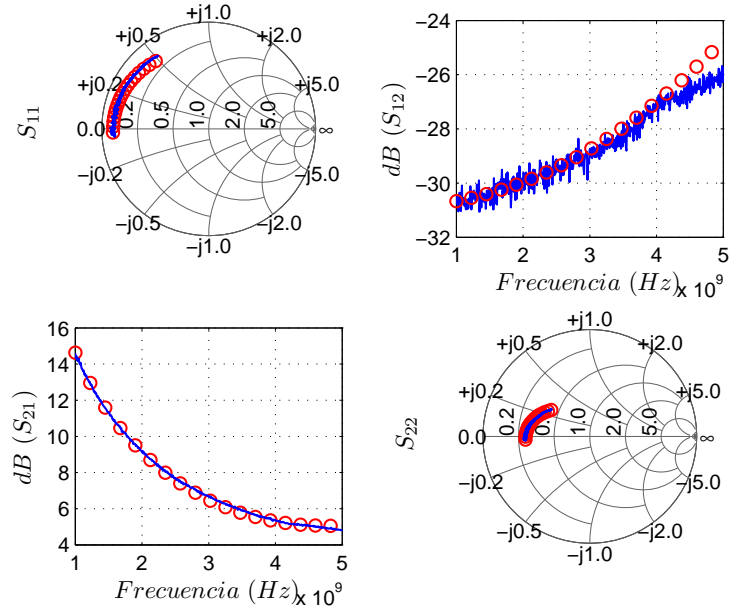 S11
0.0
0.2
0.5
1.0
2.0
5.0
∞
+j0.2
−j0.2
+j0.5
−j0.5
+j1.0
−j1.0
+j2.0
−j2.0
+j5.0
−j5.0
dB (S12)
−24
−26
−28
−30
−32
1 2 3 4 5
x 10^9
Frecuencia (Hz)
dB (S21)
16
14
12
10
8
6
4
1 2 3 4 5
x 10^9
Frecuencia (Hz)
S22
0.0
0.2
0.5
1.0
2.0
5.0
∞
+j0.2
−j0.2
+j0.5
−j0.5
+j1.0
−j1.0
+j2.0
−j2.0
+j5.0
−j5.0